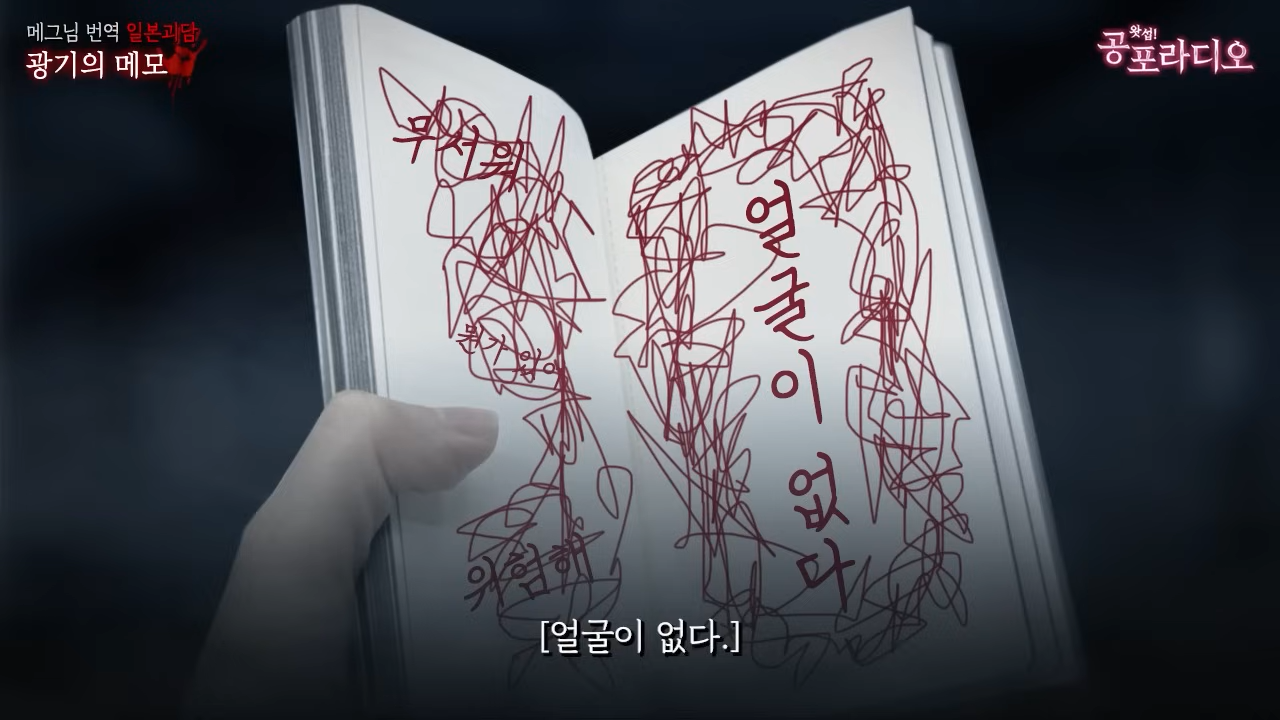 메그님 번역 일본괴담
광기의 메모
왓섭!
공포라디오
무서워
뭔가 있어
위험해
얼굴이 없다
[얼굴이 없다.]